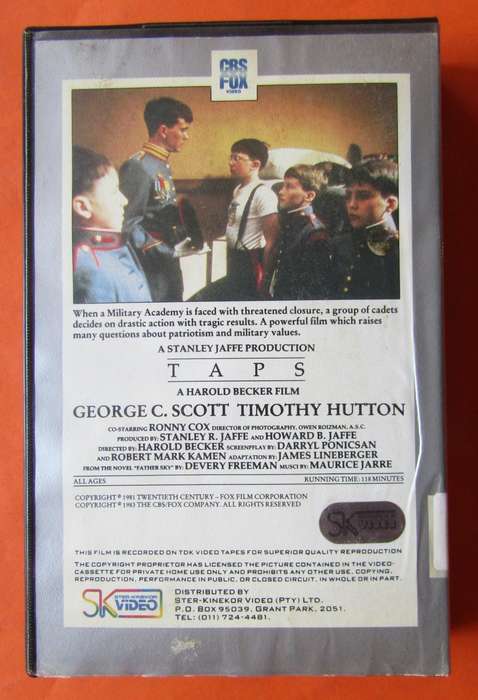 CBS
FOX
VIDEO
When a Military Academy is faced with threatened closure, a group of cadets
decides on drastic action with tragic results. A powerful film which raises
many questions about patriotism and military values.
A STANLEY JAFFE PRODUCTION
TAPS
A HAROLD BECKER FILM
GEORGE C. SCOTT TIMOTHY HUTTON
CO-STARRING RONNY COX DIRECTOR OF PHOTOGRAPHY, OWEN ROIZMAN, A.S.C.
PRODUCED BY: STANLEY R. JAFFE AND HOWARD B. JAFFE
DIRECTED BY: HAROLD BECKER SCREENPFLAY BY: DARRYL PONICSAN
AND ROBERT MARK KAMEN ADAPTATION BY: JAMES LINEBERGER
FROM THE NOVEL "FATHER SKY" BY: DEVERY FREEMAN MUSCI BY: MAURICE JARRE
ALL AGES RUNNING TIME: 118 MINUTES
COPYRIGHT © 1981 TWENTIETH CENTURY – FOX FILM CORPORATION
COPYRIGHT © 1983 THE CBS/FOX COMPANY. ALL RIGHTS RESERVED
SK VIDEO
THIS FILM IS RECORDED ON TDK VIDEO TAPES FOR SUPERIOR QUALITY REPRODUCTION
THE COPYRIGHT PROPRIETOR HAS LICENSED THE PICTURE CONTAINED IN THE VIDEO-
CASSETTE FOR PRIVATE HOME USE ONLY AND PROHIBITS ANY OTHER USE, COPYING,
REPRODUCTION, PERFORMANCE IN PUBLIC, OR CLOSED CIRCUIT, IN WHOLE OR IN PART.
SK STER-KINEKOR VIDEO
DISTRIBUTED BY
STER-KINEKOR VIDEO (PTY) LTD.
P.O. BOX 95039, GRANT PARK, 2051.
TEL: (011) 724-4481.